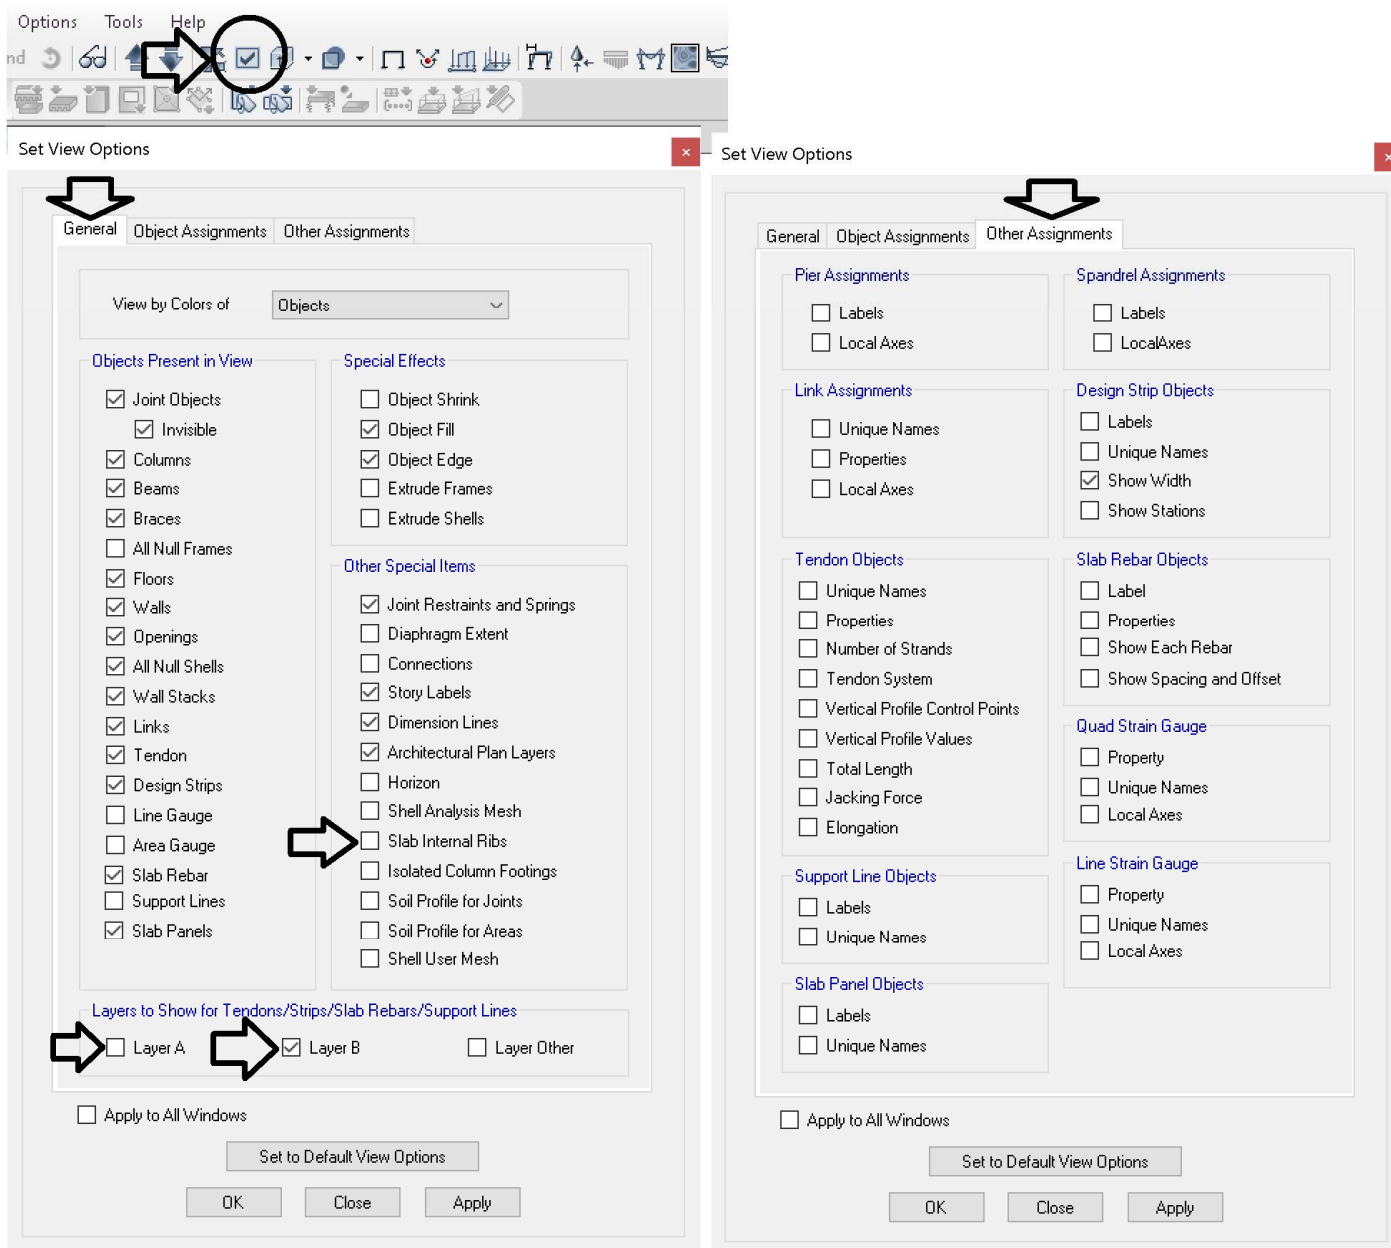 Options Tools Help
nd
Set View Options
General Object Assignments Other Assignments
View by Colors of Objects
Objects Present in View
Joint Objects
Invisible
Columns
Beams
Braces
All Null Frames
Floors
Walls
Openings
All Null Shells
Wall Stacks
Links
Tendon
Design Strips
Line Gauge
Area Gauge
Slab Rebar
Support Lines
Slab Panels
Special Effects
Object Shrink
Object Fill
Object Edge
Extrude Frames
Extrude Shells
Other Special Items
Joint Restraints and Springs
Diaphragm Extent
Connections
Story Labels
Dimension Lines
Architectural Plan Layers
Horizon
Shell Analysis Mesh
Slab Internal Ribs
Isolated Column Footings
Soil Profile for Joints
Soil Profile for Areas
Shell User Mesh
Layers to Show for Tendons/Strips/Slab Rebars/Support Lines
Layer A Layer B Layer Other
Apply to All Windows
Set to Default View Options
OK Close Apply
Set View Options
General Object Assignments Other Assignments
Pier Assignments
Labels
Local Axes
Spandrel Assignments
Labels
LocalAxes
Link Assignments
Unique Names
Properties
Local Axes
Design Strip Objects
Labels
Unique Names
Show Width
Show Stations
Tendon Objects
Unique Names
Properties
Number of Strands
Tendon System
Vertical Profile Control Points
Vertical Profile Values
Total Length
Jacking Force
Elongation
Slab Rebar Objects
Label
Properties
Show Each Rebar
Show Spacing and Offset
Quad Strain Gauge
Property
Unique Names
Local Axes
Support Line Objects
Labels
Unique Names
Line Strain Gauge
Property
Unique Names
Local Axes
Slab Panel Objects
Labels
Unique Names
Apply to All Windows
Set to Default View Options
OK Close Apply